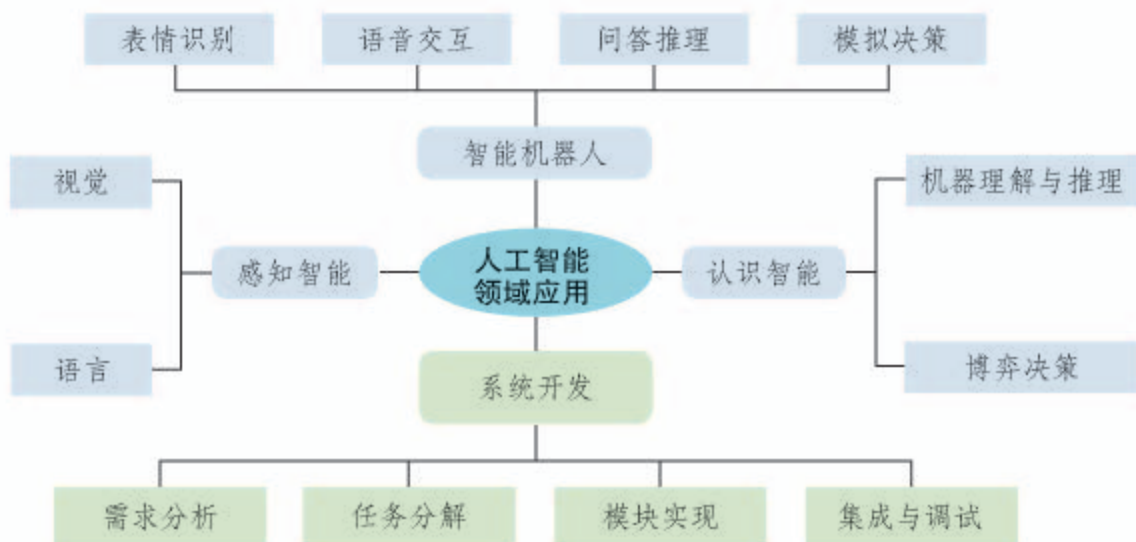 表情识别
语音交互
问答推理
模拟决策
智能机器人
视觉
机器理解与推理
感知智能
人工智能
领域应用
认识智能
语言
博弈决策
系统开发
需求分析
任务分解
模块实现
集成与调试